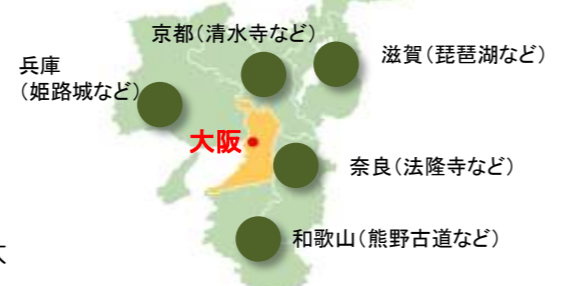 京都（清水寺など）
滋賀（琵琶湖など）
兵庫
（姫路城など）
大阪
奈良（法隆寺など）
和歌山（熊野古道など）